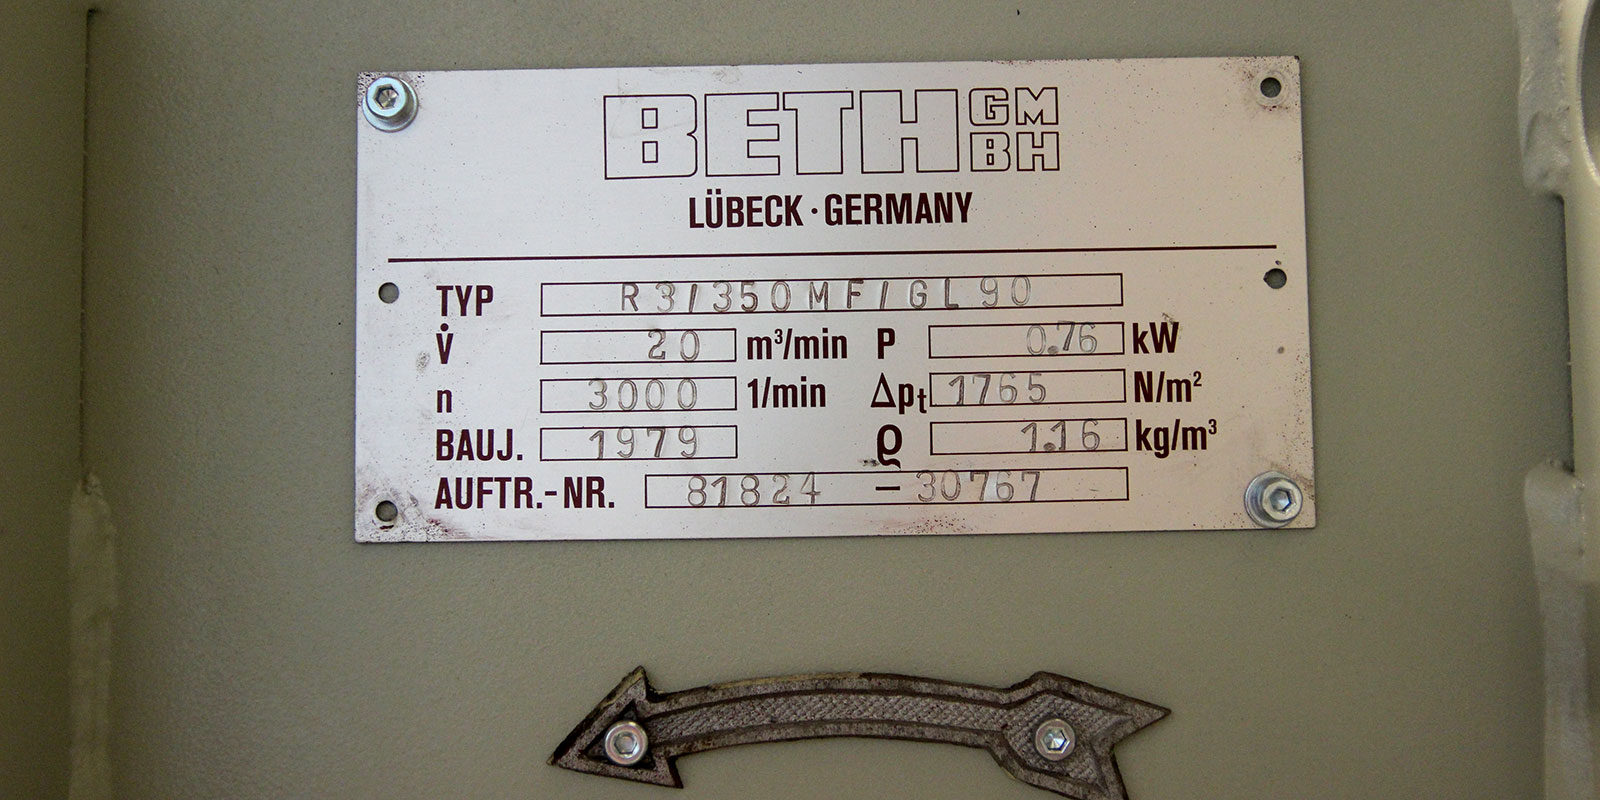 BETH GMBH
LÜBECK · GERMANY
TYP R3/350MF/GL90
V̇ 20 m³/min P 0.76 kW
n 3000 1/min Δpt 1765 N/m²
BAUJ. 1979 ϱ 1.16 kg/m³
AUFTR.-NR. 81824 – 30767